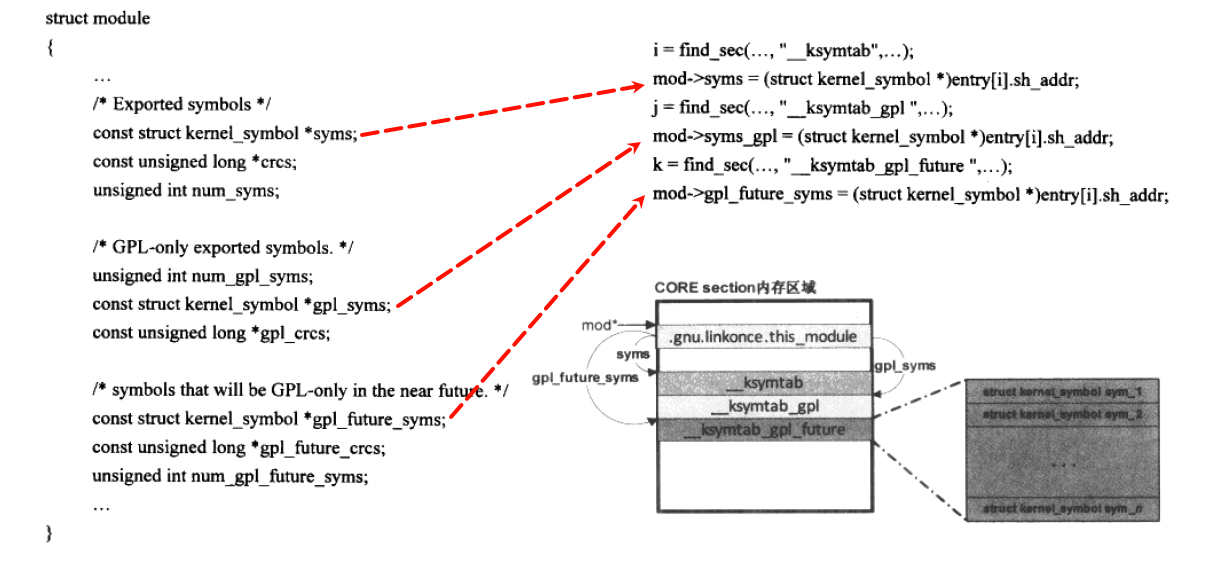 struct module
{
...
/* Exported symbols */
const struct kernel_symbol *syms;
const unsigned long *crcs;
unsigned int num_syms;
/* GPL-only exported symbols. */
unsigned int num_gpl_syms;
const struct kernel_symbol *gpl_syms;
const unsigned long *gpl_crcs;
/* symbols that will be GPL-only in the near future. */
const struct kernel_symbol *gpl_future_syms;
const unsigned long *gpl_future_crcs;
unsigned int num_gpl_future_syms;
...
}
i = find_sec(…, "__ksymtab",…);
mod->syms = (struct kernel_symbol *)entry[i].sh_addr;
j = find_sec(…, "__ksymtab_gpl ",…);
mod->syms_gpl = (struct kernel_symbol *)entry[i].sh_addr;
k = find_sec(…, "__ksymtab_gpl_future ",…);
mod->gpl_future_syms = (struct kernel_symbol *)entry[i].sh_addr;
CORE section内存区域
mod*
.gnu.linkonce.this_module
syms
gpl_syms
gpl_future_syms
__ksymtab
__ksymtab_gpl
__ksymtab_gpl_future
struct kernel_symbol sym_1
struct kernel_symbol sym_2
...
struct kernel_symbol sym_n